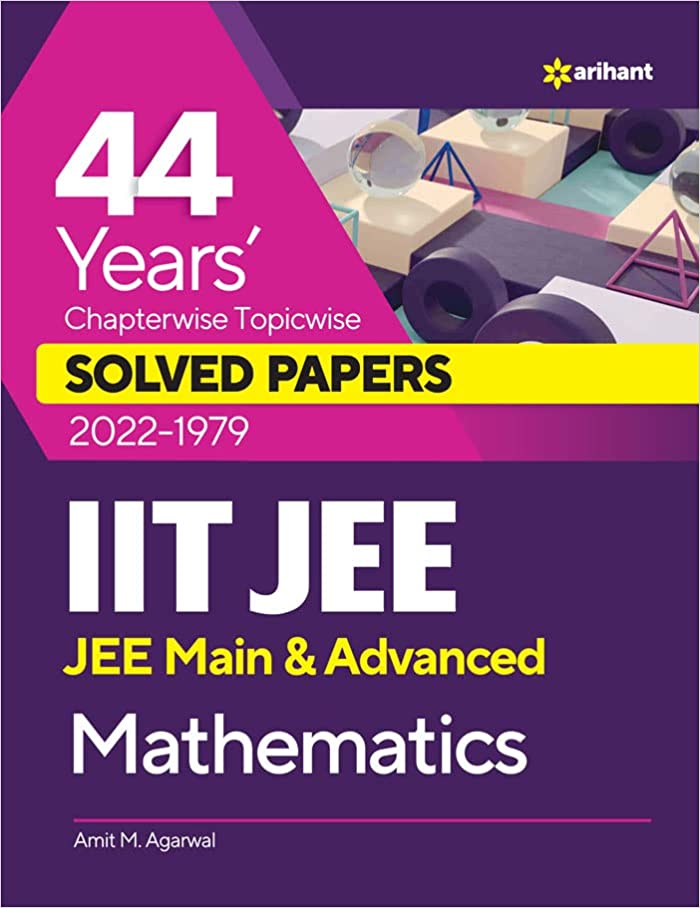 arihant
44
Years'
Chapterwise Topicwise
SOLVED PAPERS
2022-1979
IIT JEE
JEE Main & Advanced
Mathematics
Amit M. Agarwal